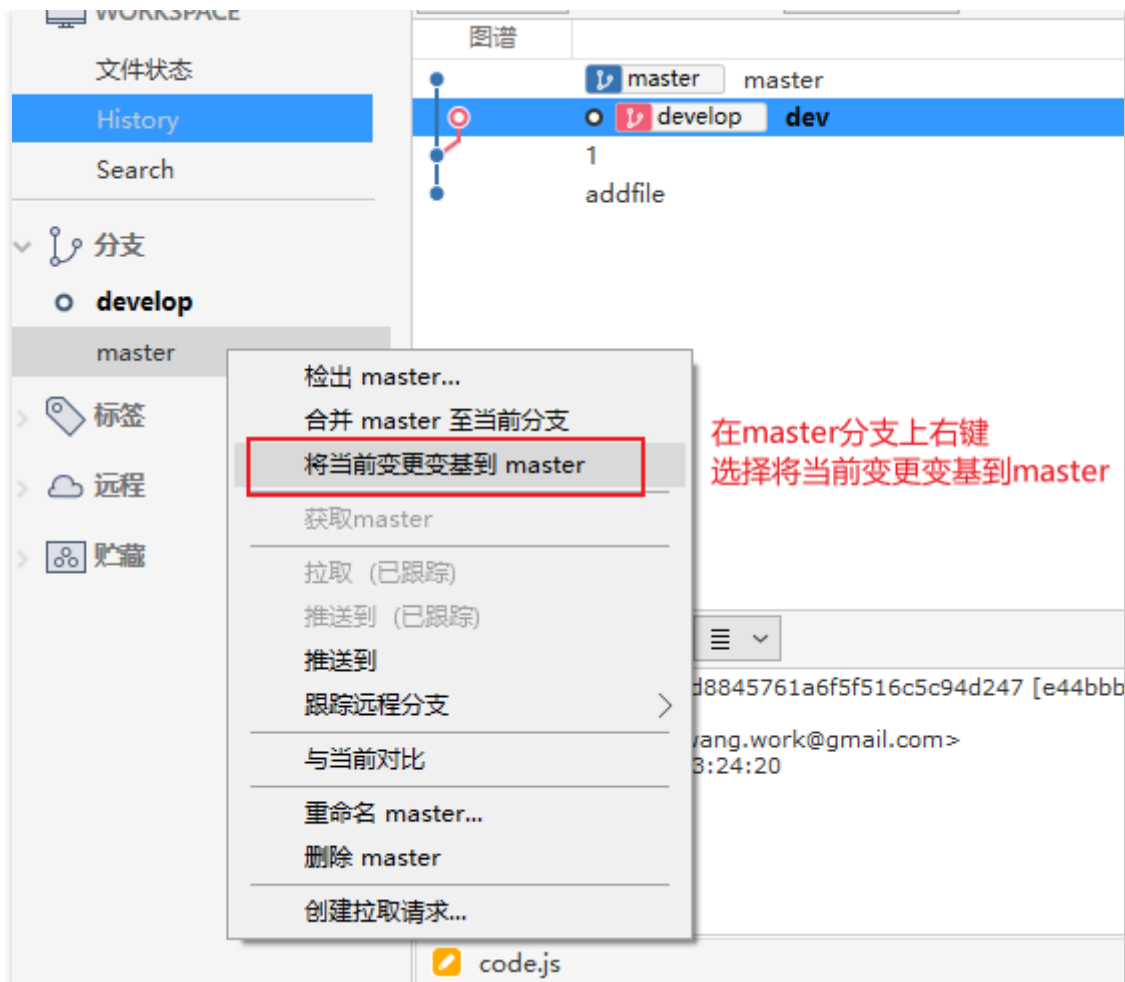 WORKSPACE
文件状态
History
Search
分支
develop
master
标签
远程
贮藏
图谱
master master
develop dev
1
addfile
检出 master...
合并 master 至当前分支
将当前变更变基到 master
获取master
拉取 (已跟踪)
推送到 (已跟踪)
推送到
跟踪远程分支
与当前对比
重命名 master...
删除 master
创建拉取请求...
在master分支上右键
选择将当前变更变基到master
d8845761a6f5f516c5c94d247 [e44bbb
vang.work@gmail.com>
3:24:20
code.js